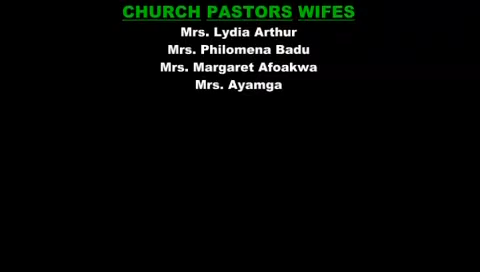 CHURCH PASTORS WIFES
Mrs. Lydia Arthur
Mrs. Philomena Badu
Mrs. Margaret Afoakwa
Mrs. Ayamga